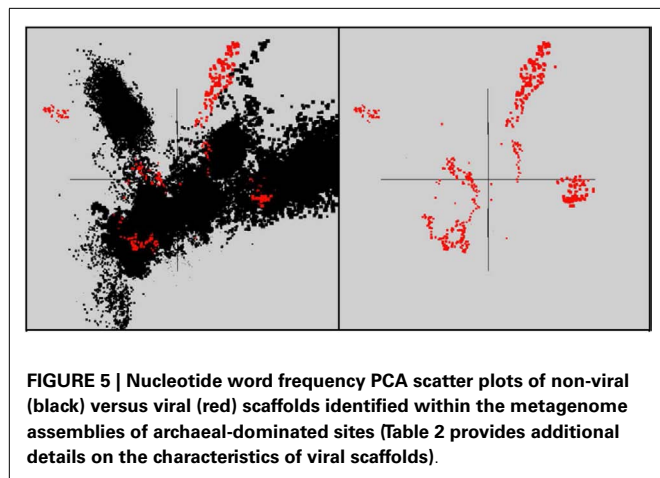 FIGURE 5 | Nucleotide word frequency PCA scatter plots of non-viral
(black) versus viral (red) scaffolds identified within the metagenome
assemblies of archaeal-dominated sites (Table 2 provides additional
details on the characteristics of viral scaffolds).